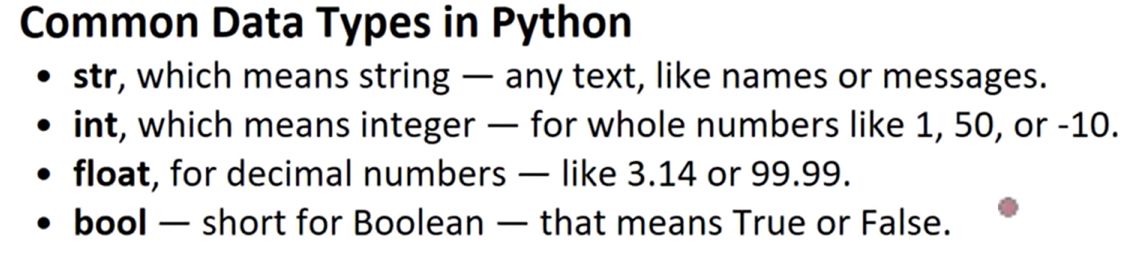 Common Data Types in Python
• str, which means string — any text, like names or messages.
• int, which means integer — for whole numbers like 1, 50, or -10.
• float, for decimal numbers — like 3.14 or 99.99.
• bool — short for Boolean — that means True or False.